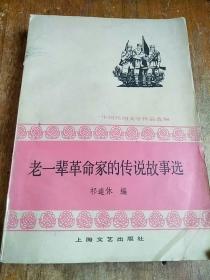 中国民间文学作品选编
老一辈革命家的传说故事选
祁连休 编
上海文艺出版社